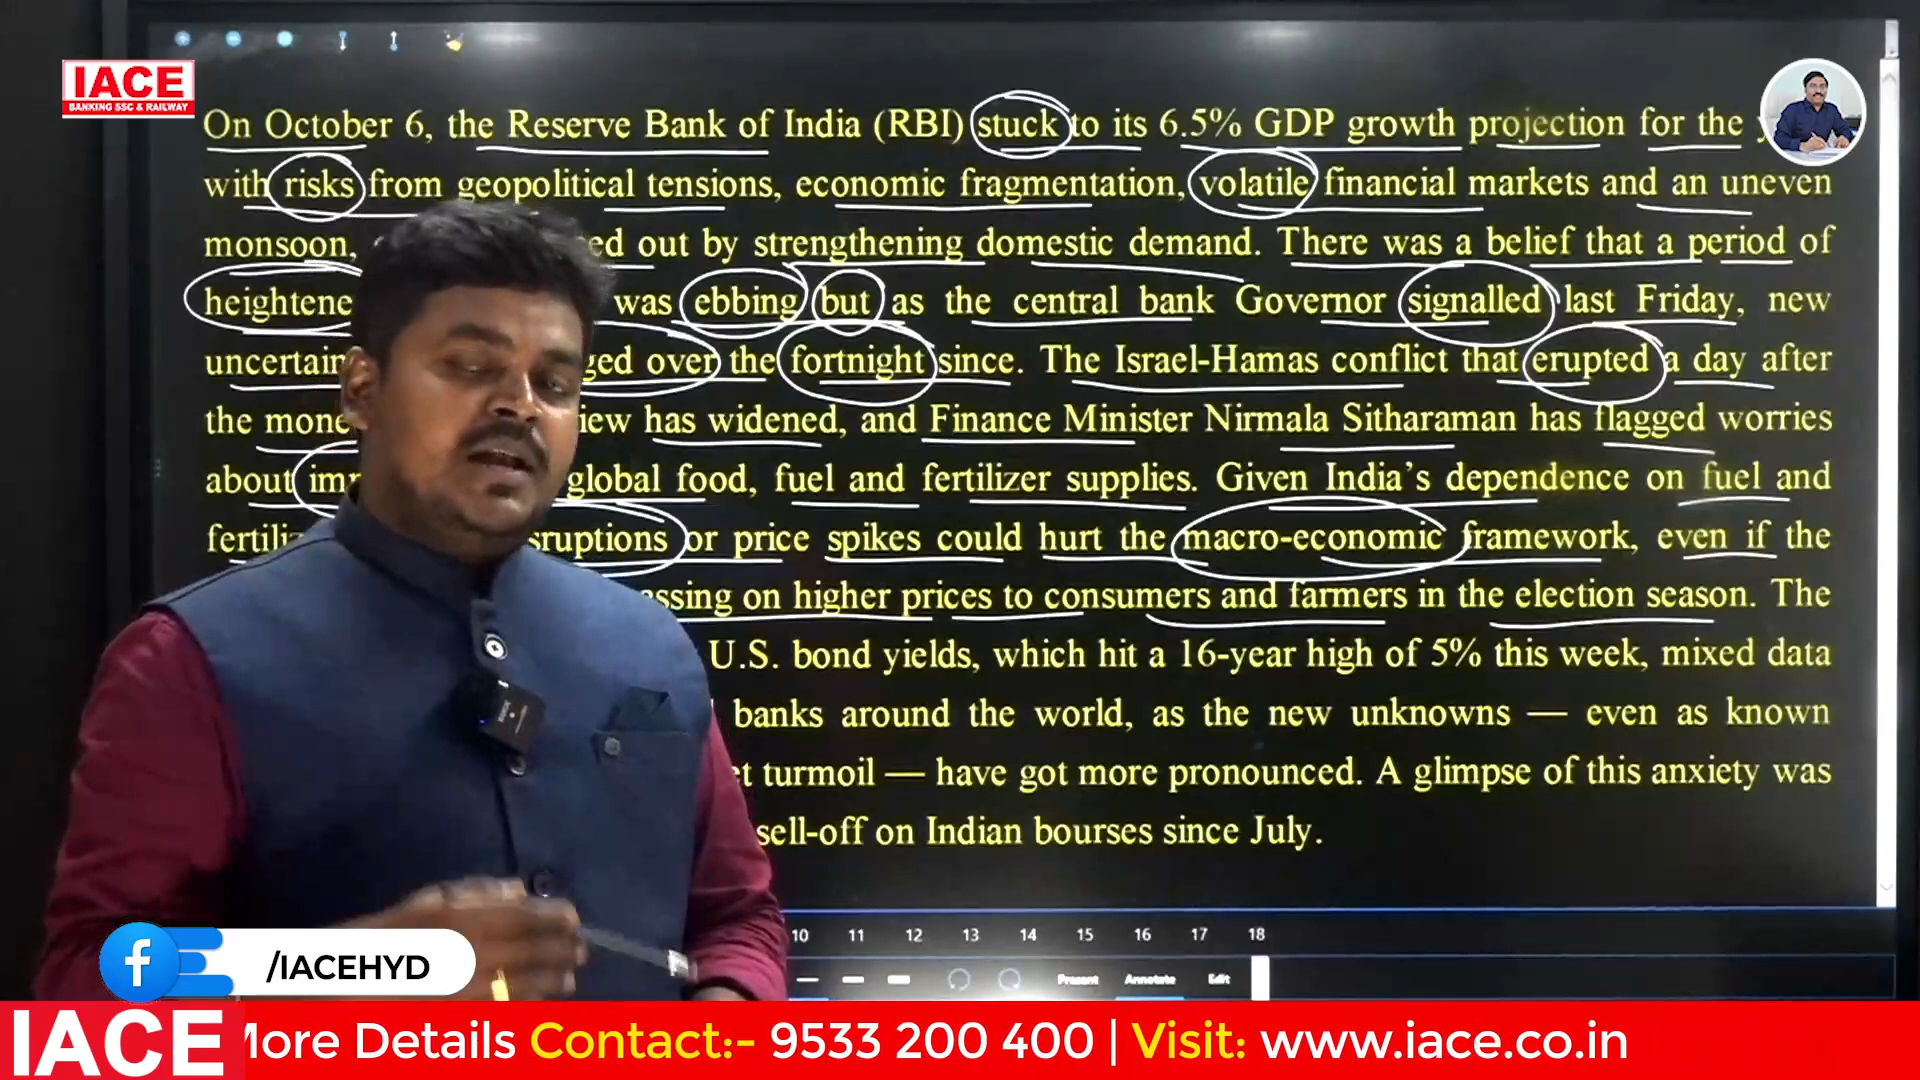 IACE
BANKING SSC & RAILWAY
On October 6, the Reserve Bank of India (RBI) stuck to its 6.5% GDP growth projection for the
with risks from geopolitical tensions, economic fragmentation, volatile financial markets and an uneven
monsoon, ed out by strengthening domestic demand. There was a belief that a period of
heightene was ebbing but as the central bank Governor signalled last Friday, new
uncertain ged over the fortnight since. The Israel-Hamas conflict that erupted a day after
the mone iew has widened, and Finance Minister Nirmala Sitharaman has flagged worries
about im global food, fuel and fertilizer supplies. Given India's dependence on fuel and
fertiliz sruptions or price spikes could hurt the macro-economic framework, even if the
assing on higher prices to consumers and farmers in the election season. The
U.S. bond yields, which hit a 16-year high of 5% this week, mixed data
banks around the world, as the new unknowns — even as known
et turmoil — have got more pronounced. A glimpse of this anxiety was
sell-off on Indian bourses since July.
10 11 12 13 14 15 16 17 18
Present Annotate Edit
f /IACEHYD
IACE More Details Contact:- 9533 200 400 | Visit: www.iace.co.in